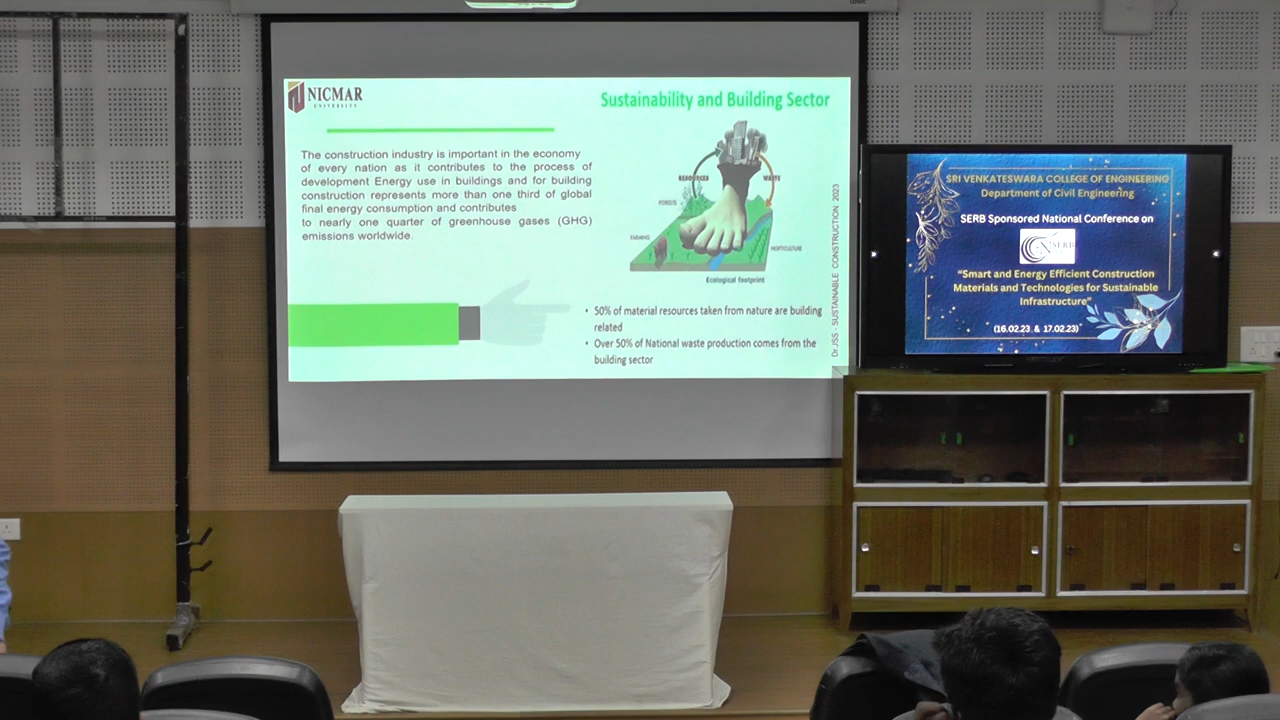 NICMAR
UNIVERSITY
Sustainability and Building Sector
The construction industry is important in the economy
of every nation as it contributes to the process of
development Energy use in buildings and for building
construction represents more than one third of global
final energy consumption and contributes
to nearly one quarter of greenhouse gases (GHG)
emissions worldwide.
RESOURCES
WASTE
FORESTS
FARMING
HORTICULTURE
Ecological footprint
• 50% of material resources taken from nature are building
related
• Over 50% of National waste production comes from the
building sector
Dr.JSS - SUSTAINABLE CONSTRUCTION 2023
SRI VENKATESWARA COLLEGE OF ENGINEERING
Department of Civil Engineering
SERB Sponsored National Conference on
SERB
"Smart and Energy Efficient Construction
Materials and Technologies for Sustainable
Infrastructure"
(16.02.23 & 17.02.23)